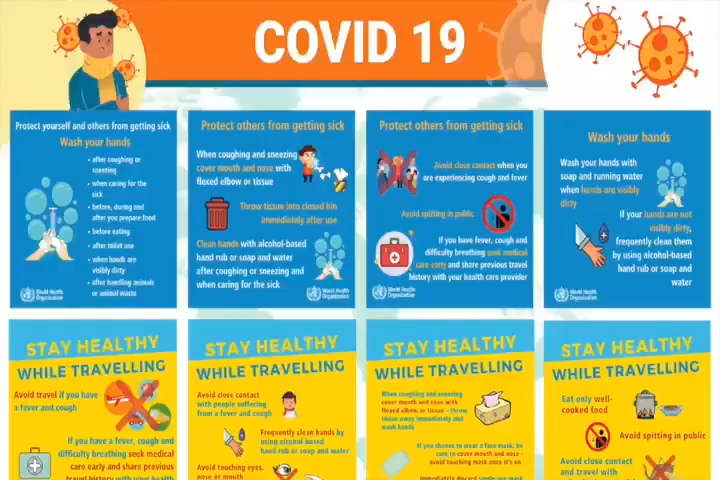 COVID 19
Protect yourself and others from getting sick
Wash your hands
• after coughing or
sneezing
• when caring for the
sick
• before, during and
after you prepare food
• before eating
• after toilet use
• when hands are
visibly dirty
• after handling animals
or animal waste
World Health
Organization
Protect others from getting sick
When coughing and sneezing
cover mouth and nose with
flexed elbow or tissue
Throw tissue into closed bin
immediately after use
Clean hands with alcohol-based
hand rub or soap and water
after coughing or sneezing and
when caring for the sick
World Health
Organization
Protect others from getting sick
Avoid close contact when you
are experiencing cough and fever
Avoid spitting in public
If you have fever, cough and
difficulty breathing seek medical
care early and share previous travel
history with your health care provider
World Health
Organization
Wash your hands
Wash your hands with
soap and running water
when hands are visibly
dirty
If your hands are not
visibly dirty,
frequently clean them
by using alcohol-based
hand rub or soap and
water
World Health
Organization
STAY HEALTHY
WHILE TRAVELLING
Avoid travel if you have
a fever and cough
If you have a fever, cough and
difficulty breathing seek medical
care early and share previous
travel history with your health
STAY HEALTHY
WHILE TRAVELLING
Avoid close contact
with people suffering
from a fever and cough
Frequently clean hands by
using alcohol-based
hand rub or soap and water
Avoid touching eyes,
nose or mouth
STAY HEALTHY
WHILE TRAVELLING
When coughing and sneezing
cover mouth and nose with
flexed elbow or tissue – throw
tissue away immediately and
wash hands
If you choose to wear a face mask, be
sure to cover mouth and nose –
avoid touching mask once it's on
Immediately discard single-use mask
STAY HEALTHY
WHILE TRAVELLING
Eat only well-
cooked food
Avoid spitting in public
Avoid close contact
and travel with